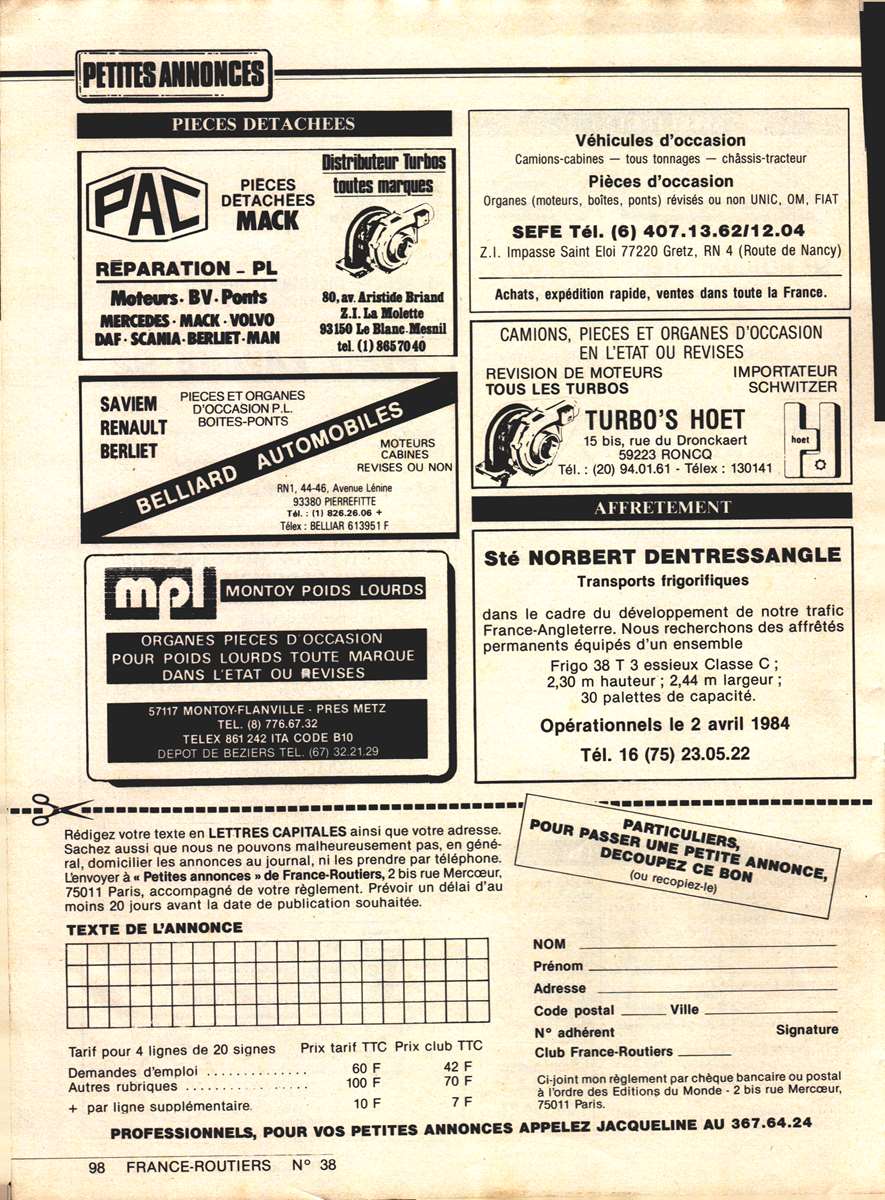 PETITES ANNONCES
PIECES DETACHEES
PAC
PIECES
DETACHÉES
MACK
RÉPARATION _ PL
Moteurs · BV · Ponts
MERCEDES · MACK · VOLVO
DAF · SCANIA · BERLIET · MAN
Distributeur Turbos
toutes marques
80, av. Aristide Briand
Z.I. La Molette
93150 Le Blanc-Mesnil
tel. (1) 865 70 40
SAVIEM
RENAULT
BERLIET
PIECES ET ORGANES
D'OCCASION P.L.
BOITES-PONTS
BELLIARD AUTOMOBILES
MOTEURS
CABINES
REVISES OU NON
RN1, 44-46, Avenue Lénine
93380 PIERREFITTE
Tél. : (1) 826.26.06 +
Télex : BELLIAR 613951 F
mpl
MONTOY POIDS LOURDS
ORGANES PIECES D'OCCASION
POUR POIDS LOURDS TOUTE MARQUE
DANS L'ETAT OU REVISES
57117 MONTOY-FLANVILLE - PRES METZ
TEL. (8) 776.67.32
TELEX 861 242 ITA CODE B10
DEPOT DE BEZIERS TEL. (67) 32.21.29
Véhicules d'occasion
Camions-cabines — tous tonnages — châssis-tracteur
Pièces d'occasion
Organes (moteurs, boîtes, ponts) révisés ou non UNIC, OM, FIAT
SEFE Tél. (6) 407.13.62/12.04
Z.I. Impasse Saint Eloi 77220 Gretz, RN 4 (Route de Nancy)
Achats, expédition rapide, ventes dans toute la France.
CAMIONS, PIECES ET ORGANES D'OCCASION
EN L'ETAT OU REVISES
REVISION DE MOTEURS
TOUS LES TURBOS
IMPORTATEUR
SCHWITZER
TURBO'S HOET
15 bis, rue du Dronckaert
59223 RONCQ
Tél. : (20) 94.01.61 - Télex : 130141
hoet
AFFRETEMENT
Sté NORBERT DENTRESSANGLE
Transports frigorifiques
dans le cadre du développement de notre trafic
France-Angleterre. Nous recherchons des affrêtés
permanents équipés d'un ensemble
Frigo 38 T 3 essieux Classe C ;
2,30 m hauteur ; 2,44 m largeur ;
30 palettes de capacité.
Opérationnels le 2 avril 1984
Tél. 16 (75) 23.05.22
Rédigez votre texte en LETTRES CAPITALES ainsi que votre adresse.
Sachez aussi que nous ne pouvons malheureusement pas, en géné-
ral, domicilier les annonces au journal, ni les prendre par téléphone.
L'envoyer à « Petites annonces » de France-Routiers, 2 bis rue Mercœur,
75011 Paris, accompagné de votre règlement. Prévoir un délai d'au
moins 20 jours avant la date de publication souhaitée.
TEXTE DE L'ANNONCE
Tarif pour 4 lignes de 20 signes Prix tarif TTC Prix club TTC
Demandes d'emploi .............. 60 F 42 F
Autres rubriques .............. 100 F 70 F
+ par ligne supplémentaire. 10 F 7 F
PARTICULIERS,
POUR PASSER UNE PETITE ANNONCE,
DECOUPEZ CE BON
(ou recopiez-le)
NOM
Prénom
Adresse
Code postal Ville
N° adhérent Signature
Club France-Routiers
Ci-joint mon règlement par chèque bancaire ou postal
à l'ordre des Editions du Monde - 2 bis rue Mercœur,
75011 Paris.
PROFESSIONNELS, POUR VOS PETITES ANNONCES APPELEZ JACQUELINE AU 367.64.24
98 FRANCE-ROUTIERS N° 38